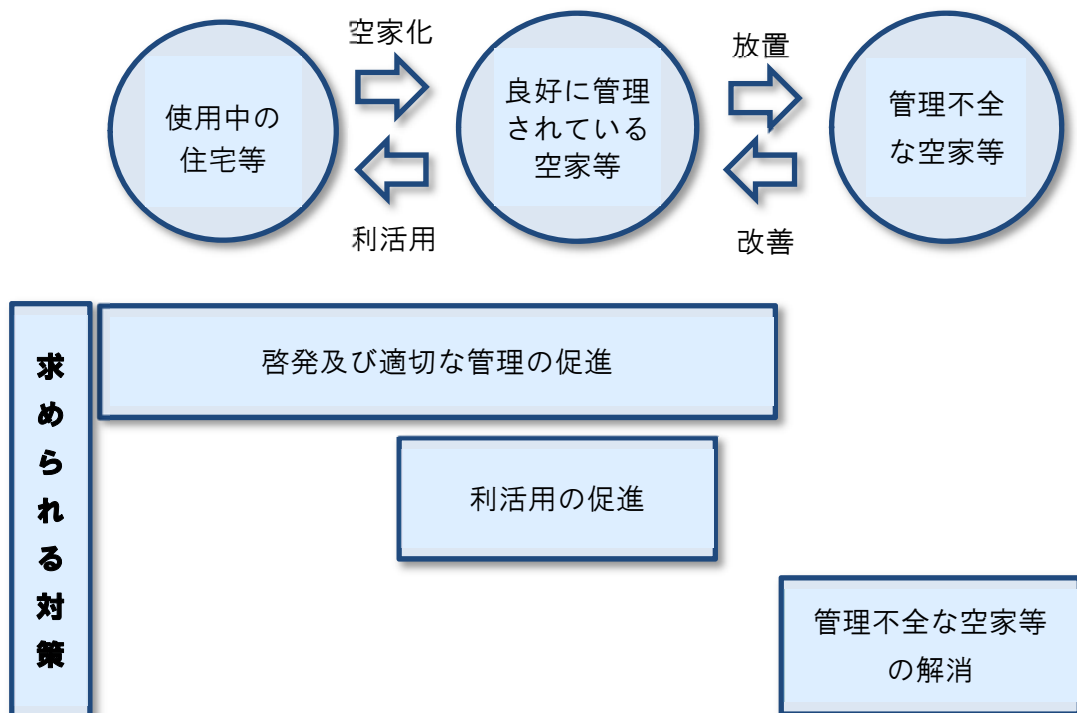 空家化
放置
使用中の
住宅等
良好に管理
されている
空家等
管理不全
な空家等
利活用
改善
求められる対策
啓発及び適切な管理の促進
利活用の促進
管理不全な空家等
の解消